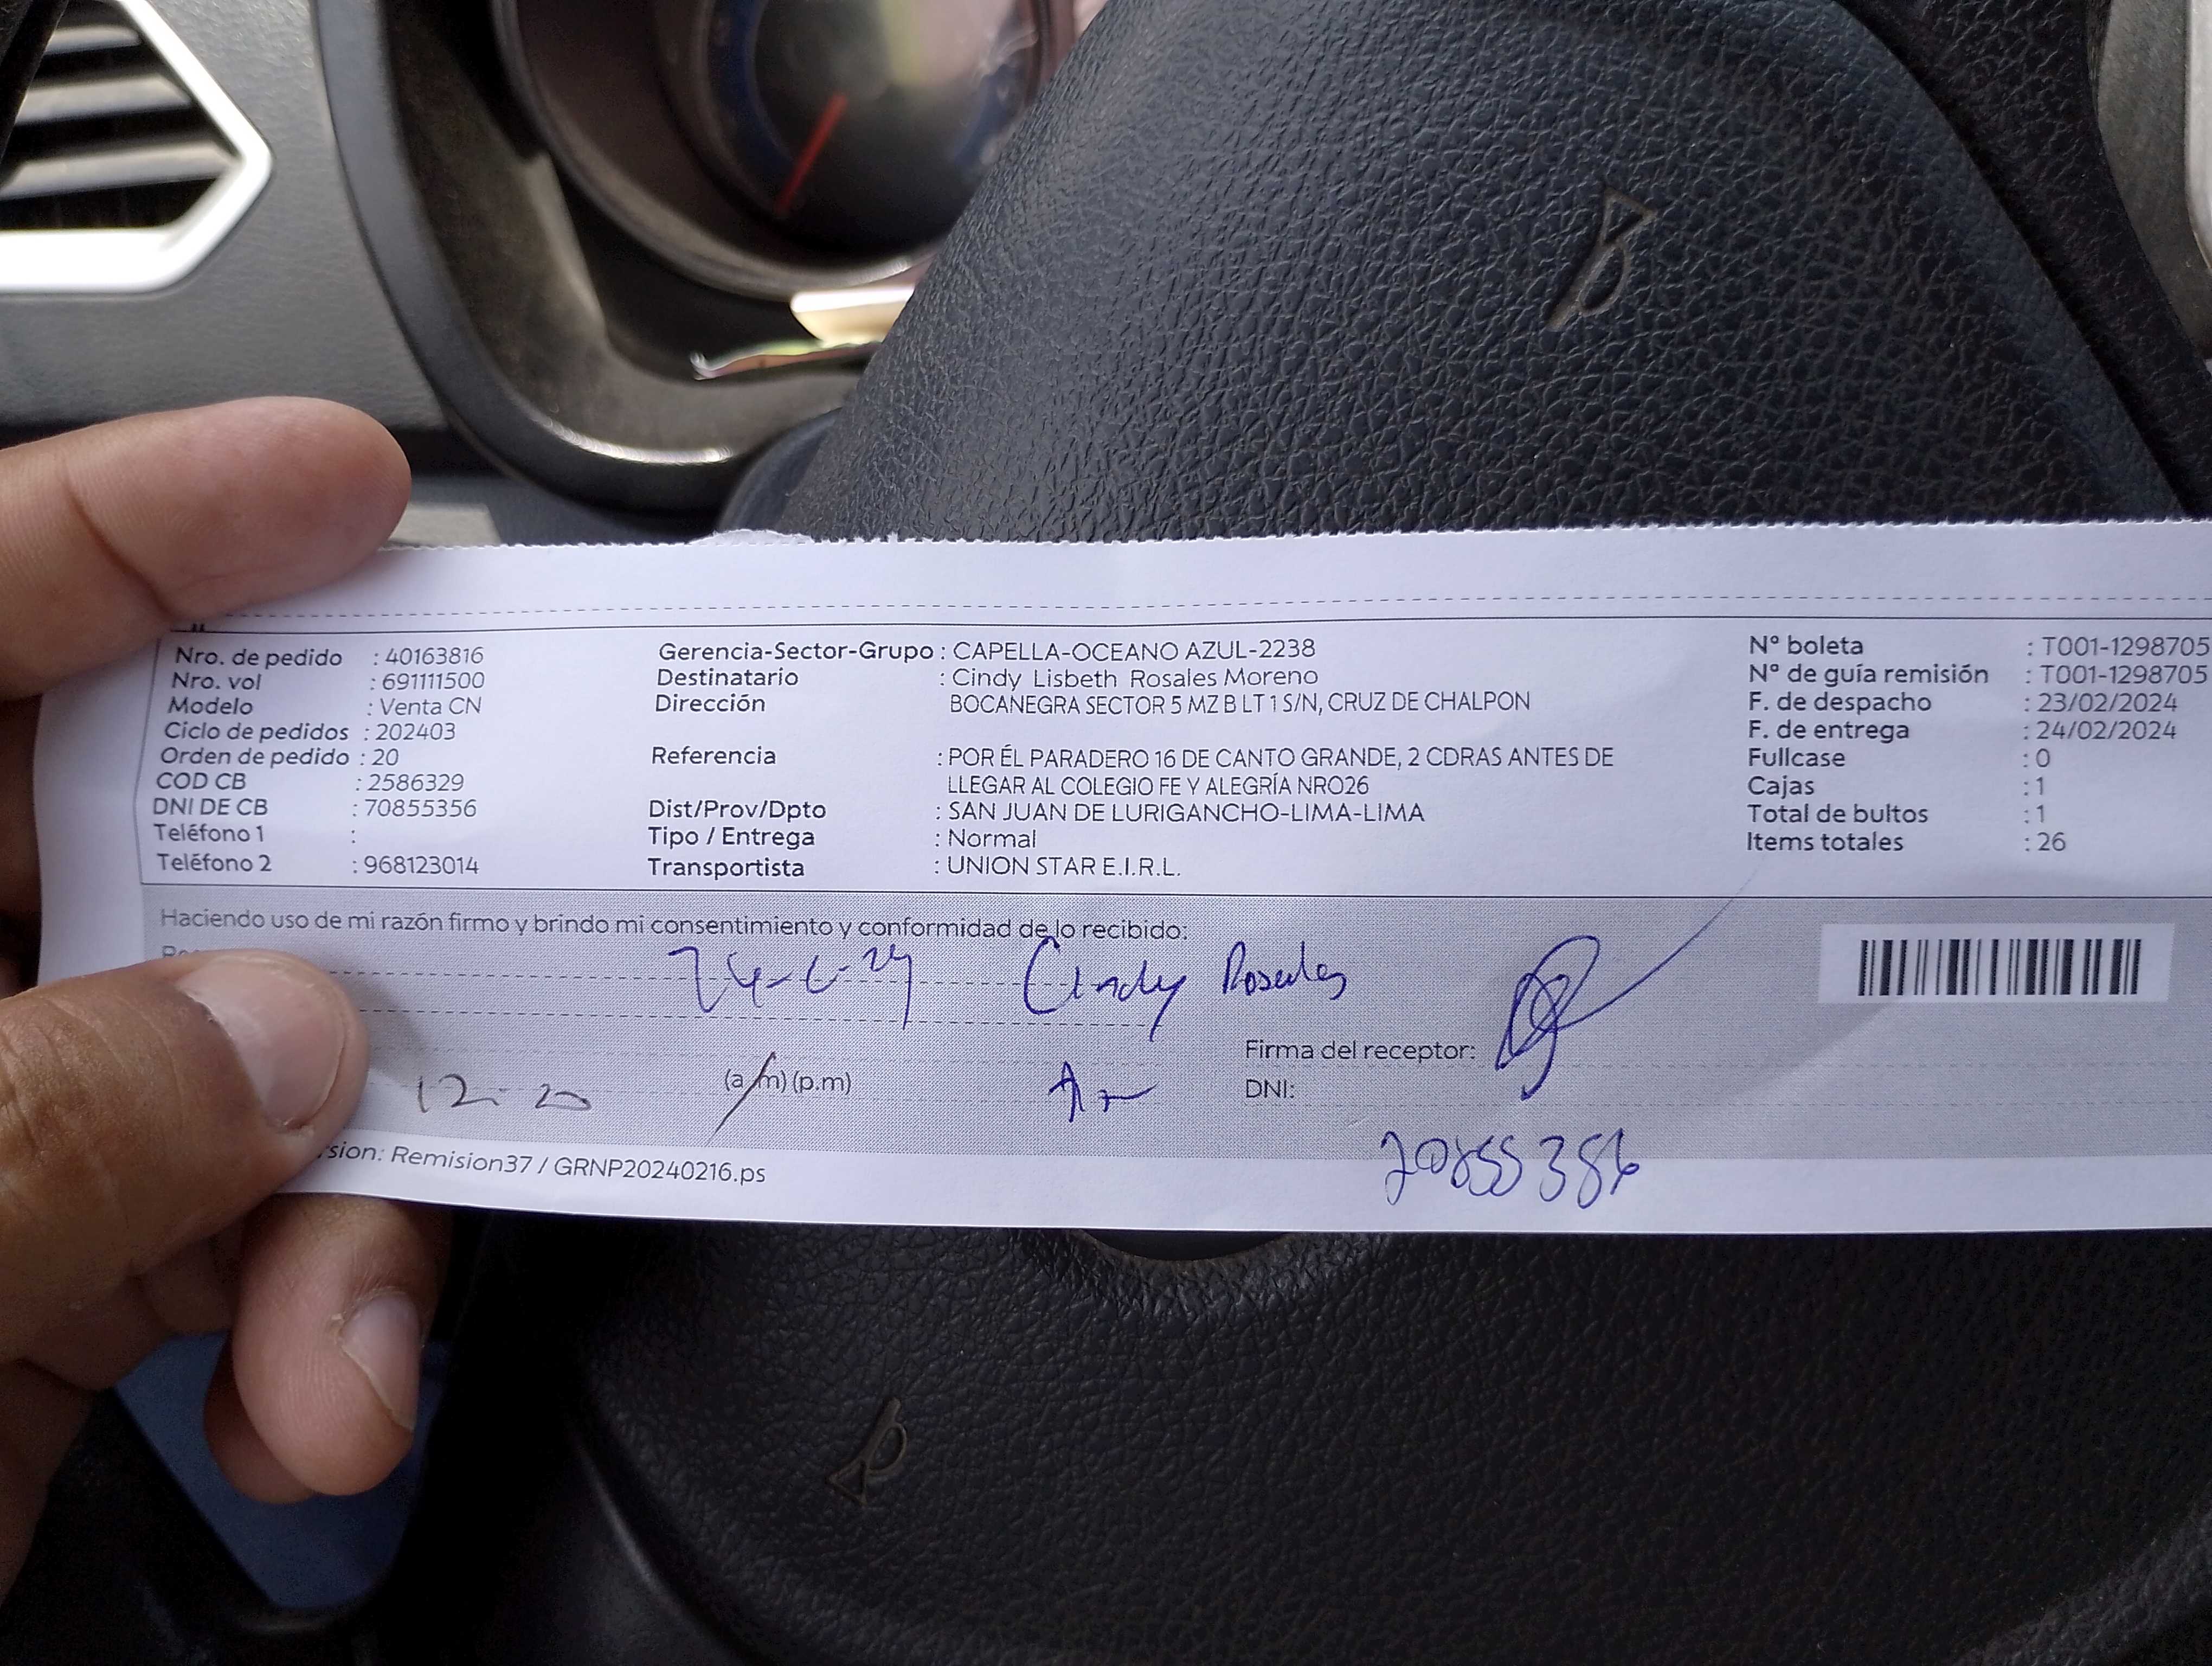 Nro. de pedido : 40163816
Nro. vol : 691111500
Modelo : Venta CN
Ciclo de pedidos : 202403
Orden de pedido : 20
COD CB : 2586329
DNI DE CB : 70855356
Teléfono 1 :
Teléfono 2 : 968123014
Gerencia-Sector-Grupo : CAPELLA-OCEANO AZUL-2238
Destinatario : Cindy Lisbeth Rosales Moreno
Dirección BOCANEGRA SECTOR 5 MZ B LT 1 S/N, CRUZ DE CHALPON
Referencia : POR ÉL PARADERO 16 DE CANTO GRANDE, 2 CDRAS ANTES DE
LLEGAR AL COLEGIO FE Y ALEGRÍA NRO26
Dist/Prov/Dpto : SAN JUAN DE LURIGANCHO-LIMA-LIMA
Tipo / Entrega : Normal
Transportista : UNION STAR E.I.R.L.
N° boleta : T001-1298705
N° de guía remisión : T001-1298705
F. de despacho : 23/02/2024
F. de entrega : 24/02/2024
Fullcase : 0
Cajas : 1
Total de bultos : 1
Items totales : 26
Haciendo uso de mi razón firmo y brindo mi consentimiento y conformidad de lo recibido:
Cindy Rosales
Firma del receptor:
12:20 (a.m) (p.m)
DNI:
rsion: Remision37 / GRNP20240216.ps